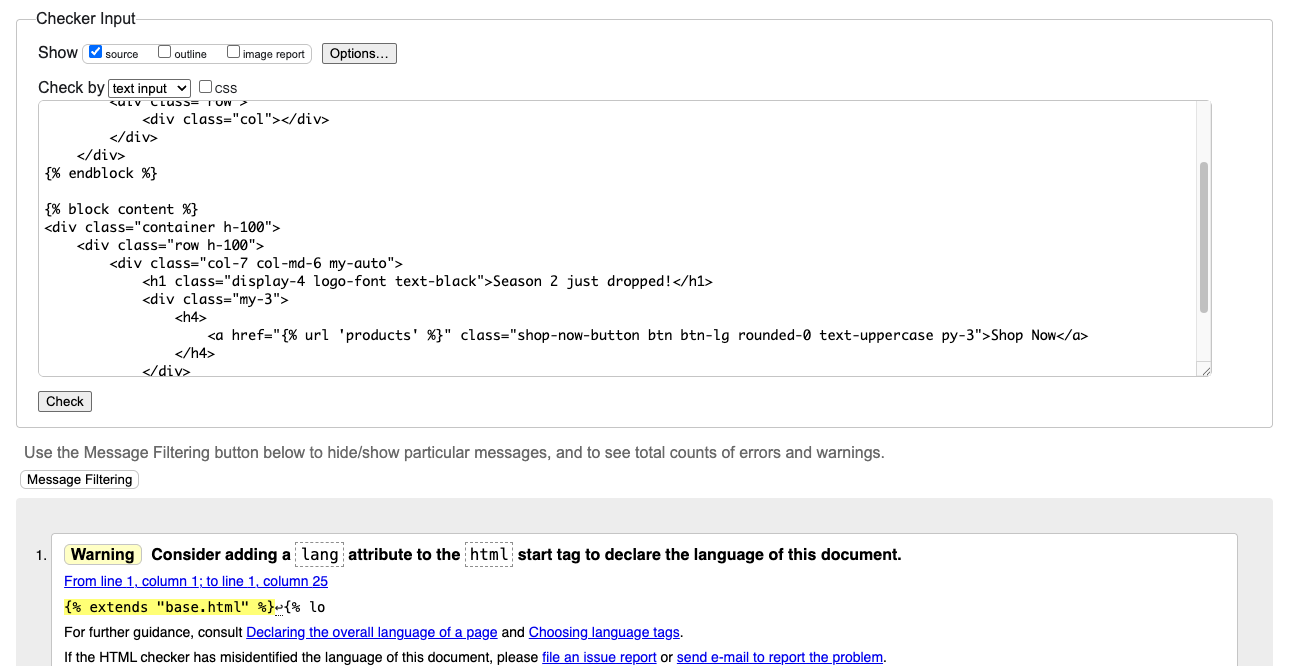 Checker Input
Show source outline image report Options...
Check by text input CSS
<div class="row">
<div class="col"></div>
</div>
</div>
{% endblock %}
{% block content %}
<div class="container h-100">
<div class="row h-100">
<div class="col-7 col-md-6 my-auto">
<h1 class="display-4 logo-font text-black">Season 2 just dropped!</h1>
<div class="my-3">
<h4>
<a href="{% url 'products' %}" class="shop-now-button btn btn-lg rounded-0 text-uppercase py-3">Shop Now</a>
</h4>
</div>
Check
Use the Message Filtering button below to hide/show particular messages, and to see total counts of errors and warnings.
Message Filtering
1. Warning Consider adding a lang attribute to the html start tag to declare the language of this document.
From line 1, column 1; to line 1, column 25
{% extends "base.html" %}↩{% lo
For further guidance, consult Declaring the overall language of a page and Choosing language tags.
If the HTML checker has misidentified the language of this document, please file an issue report or send e-mail to report the problem.